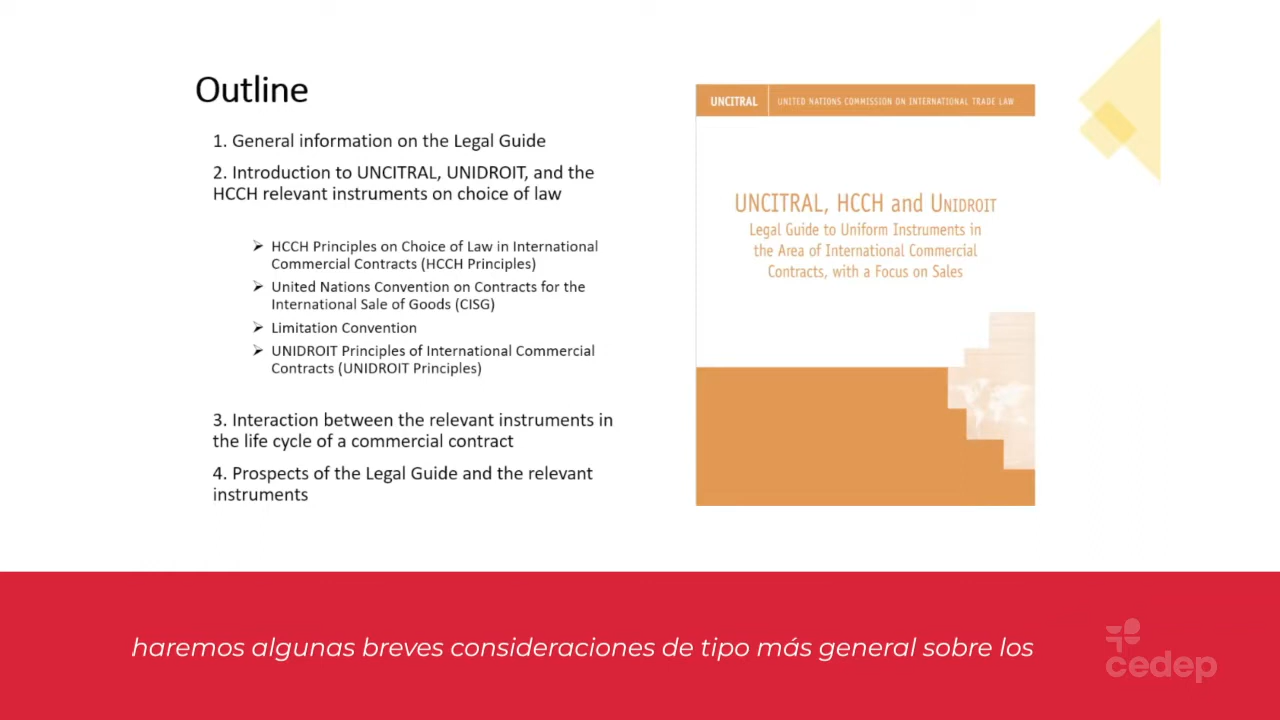 Outline
1. General information on the Legal Guide
2. Introduction to UNCITRAL, UNIDROIT, and the
HCCH relevant instruments on choice of law
➢ HCCH Principles on Choice of Law in International
Commercial Contracts (HCCH Principles)
➢ United Nations Convention on Contracts for the
International Sale of Goods (CISG)
➢ Limitation Convention
➢ UNIDROIT Principles of International Commercial
Contracts (UNIDROIT Principles)
3. Interaction between the relevant instruments in
the life cycle of a commercial contract
4. Prospects of the Legal Guide and the relevant
instruments
UNCITRAL UNITED NATIONS COMMISSION ON INTERNATIONAL TRADE LAW
UNCITRAL, HCCH and UNIDROIT
Legal Guide to Uniform Instruments in
the Area of International Commercial
Contracts, with a Focus on Sales
haremos algunas breves consideraciones de tipo más general sobre los
cedep